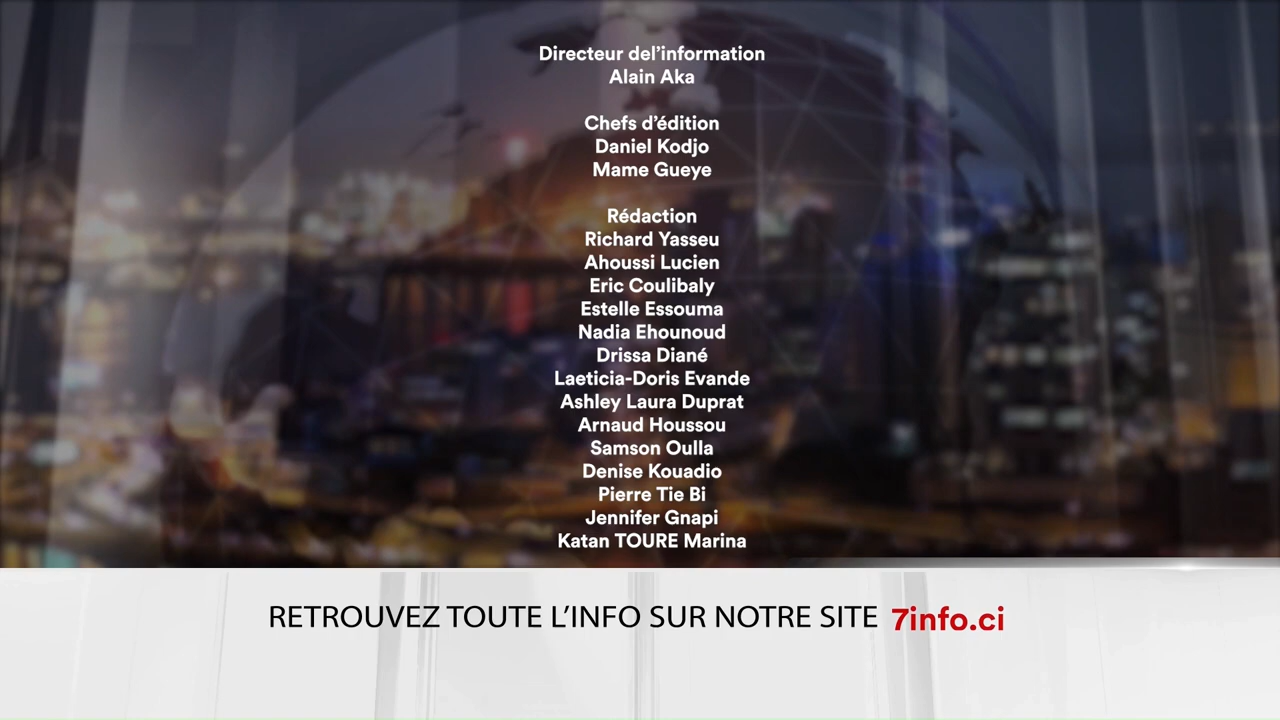 Directeur del’information
Alain Aka
Chefs d’édition
Daniel Kodjo
Mame Gueye
Rédaction
Richard Yasseu
Ahoussi Lucien
Eric Coulibaly
Estelle Essouma
Nadia Ehounoud
Drissa Diané
Laeticia-Doris Evande
Ashley Laura Duprat
Arnaud Houssou
Samson Oulla
Denise Kouadio
Pierre Tie Bi
Jennifer Gnapi
Katan TOURE Marina
RETROUVEZ TOUTE L’INFO SUR NOTRE SITE 7info.ci